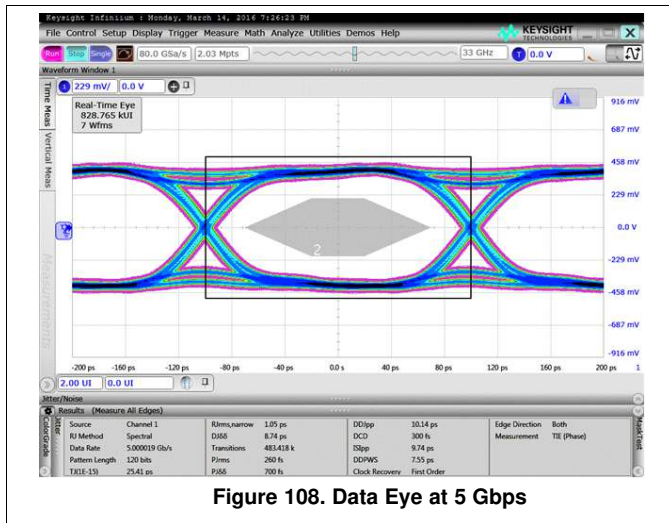 Keysight Infiniium : Monday, March 14, 2016 7:26:23 PM
File Control Setup Display Trigger Measure Math Analyze Utilities Demos Help
KEYSIGHT TECHNOLOGIES
Run Stop Single 80.0 GSa/s 2.03 Mpts 33 GHz T 0.0 V
Waveform Window 1
1 229 mV/ 0.0 V
Time Meas
Vertical Meas
Measurements
Real-Time Eye
828.765 kUI
7 Wfms
916 mV
687 mV
458 mV
229 mV
0.0 V
-229 mV
-458 mV
-687 mV
-916 mV
2
-200 ps -160 ps -120 ps -80 ps -40 ps 0.0 s 40 ps 80 ps 120 ps 160 ps 200 ps 1
2.00 UI 0.0 UI
Jitter/Noise
Results (Measure All Edges)
ColorGrade
Jitter
MaskTest
Source Channel 1 RJrms,narrow 1.05 ps DDJpp 10.14 ps Edge Direction Both
RJ Method Spectral DJδδ 8.74 ps DCD 300 fs Measurement TIE (Phase)
Data Rate 5.000019 Gb/s Transitions 483.418 k ISIpp 9.74 ps
Pattern Length 120 bits PJrms 260 fs DDPWS 7.55 ps
TJ(1E-15) 25.41 ps PJδδ 700 fs Clock Recovery First Order
Figure 108. Data Eye at 5 Gbps